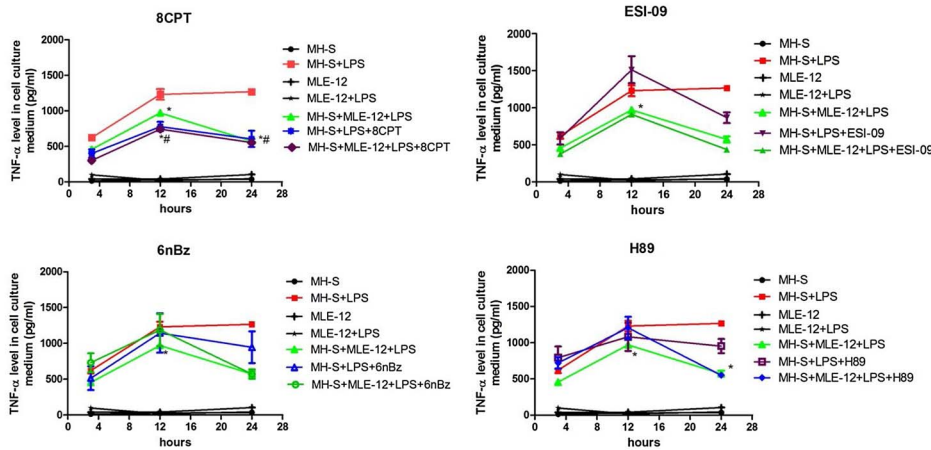 8CPT
TNF-α level in cell culture
medium (pg/ml)
2000
1500
1000
500
0
0 4 8 12 16 20 24 28
hours
*
*#
*#
MH-S
MH-S+LPS
MLE-12
MLE-12+LPS
MH-S+MLE-12+LPS
MH-S+LPS+8CPT
MH-S+MLE-12+LPS+8CPT
ESI-09
TNF-α level in cell culture
medium (pg/ml)
2000
1500
1000
500
0
0 4 8 12 16 20 24 28
hours
*
MH-S
MH-S+LPS
MLE-12
MLE-12+LPS
MH-S+MLE-12+LPS
MH-S+LPS+ESI-09
MH-S+MLE-12+LPS+ESI-09
6nBz
TNF-α level in cell culture
medium (pg/ml)
2000
1500
1000
500
0
0 4 8 12 16 20 24 28
hours
*
MH-S
MH-S+LPS
MLE-12
MLE-12+LPS
MH-S+MLE-12+LPS
MH-S+LPS+6nBz
MH-S+MLE-12+LPS+6nBz
H89
TNF-α level in cell culture
medium (pg/ml)
2000
1500
1000
500
0
0 4 8 12 16 20 24 28
hours
*
*
MH-S
MH-S+LPS
MLE-12
MLE-12+LPS
MH-S+MLE-12+LPS
MH-S+LPS+H89
MH-S+MLE-12+LPS+H89